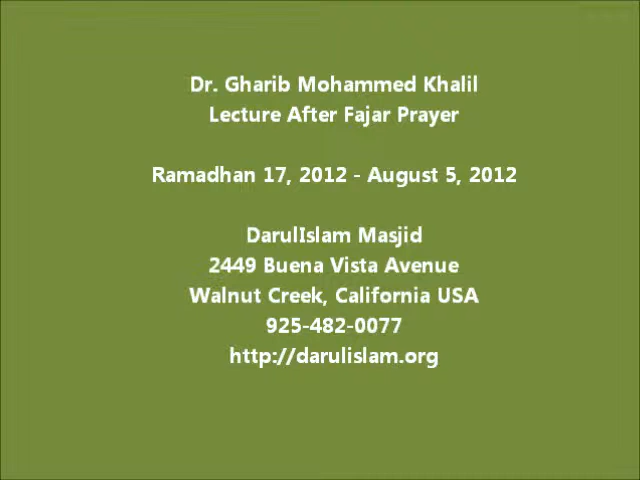 Dr. Gharib Mohammed Khalil
Lecture After Fajar Prayer
Ramadhan 17, 2012 - August 5, 2012
DarulIslam Masjid
2449 Buena Vista Avenue
Walnut Creek, California USA
925-482-0077
http://darulislam.org